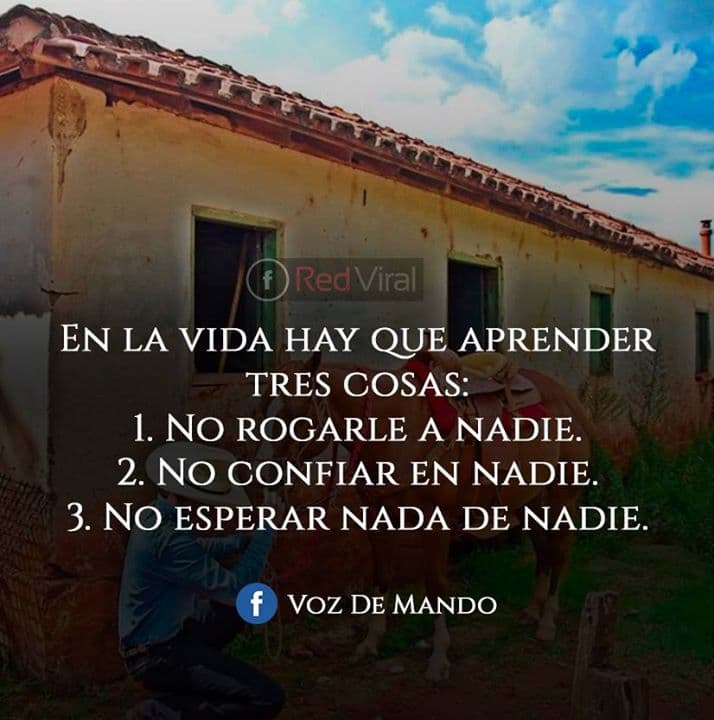 f Red Viral
En la vida hay que aprender
tres cosas:
1. No rogarle a nadie.
2. No confiar en nadie.
3. No esperar nada de nadie.
f Voz De Mando